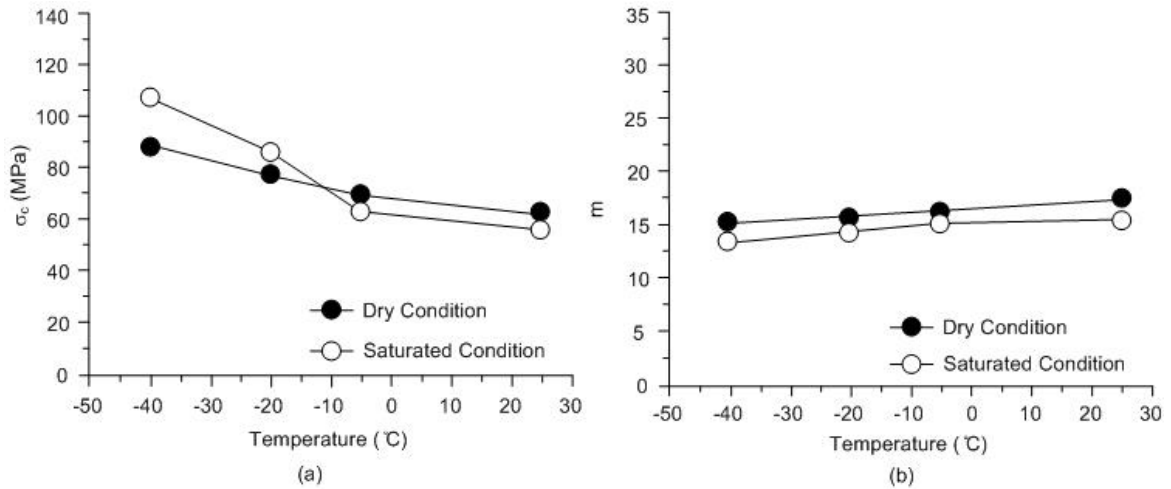 140
120
100
80
60
40
20
0
σc (MPa)
Dry Condition
Saturated Condition
-50 -40 -30 -20 -10 0 10 20 30
Temperature (℃)
(a)
35
30
25
20
15
10
5
0
m
Dry Condition
Saturated Condition
-50 -40 -30 -20 -10 0 10 20 30
Temperature (℃)
(b)